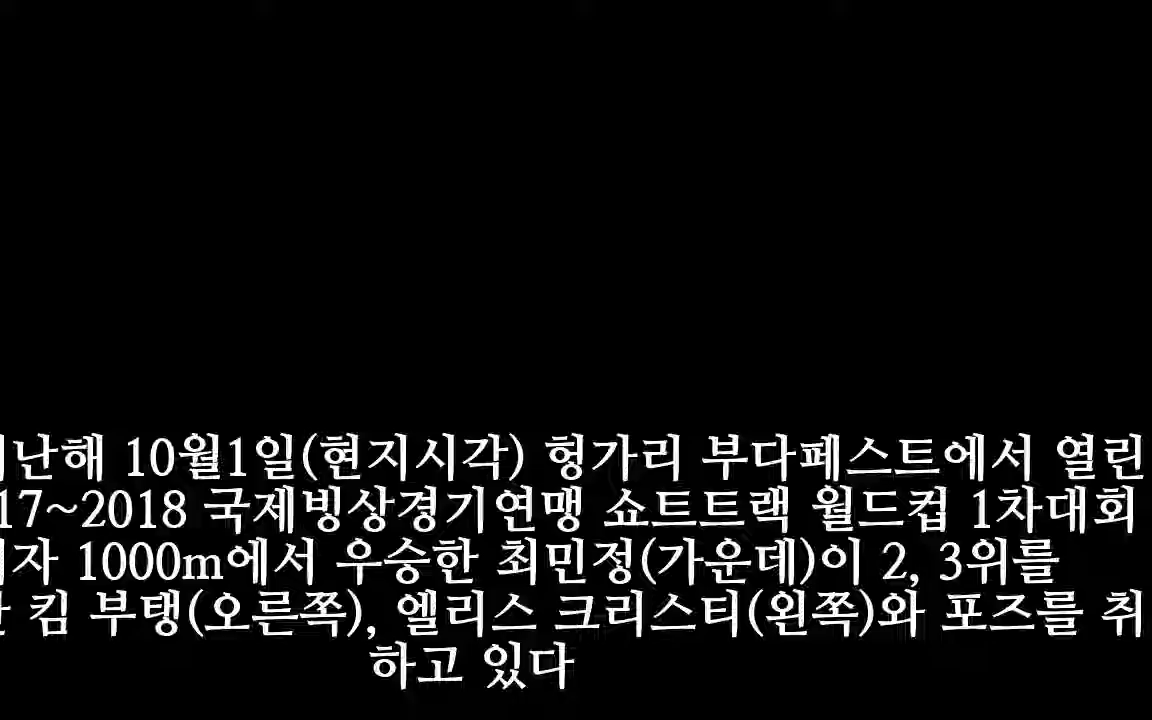 난해 10월1일(현지시각) 헝가리 부다페스트에서 열린
17~2018 국제빙상경기연맹 쇼트트랙 월드컵 1차대회
자 1000m에서 우승한 최민정(가운데)이 2, 3위를
킴 부탱(오른쪽), 엘리스 크리스티(왼쪽)와 포즈를 취
하고 있다